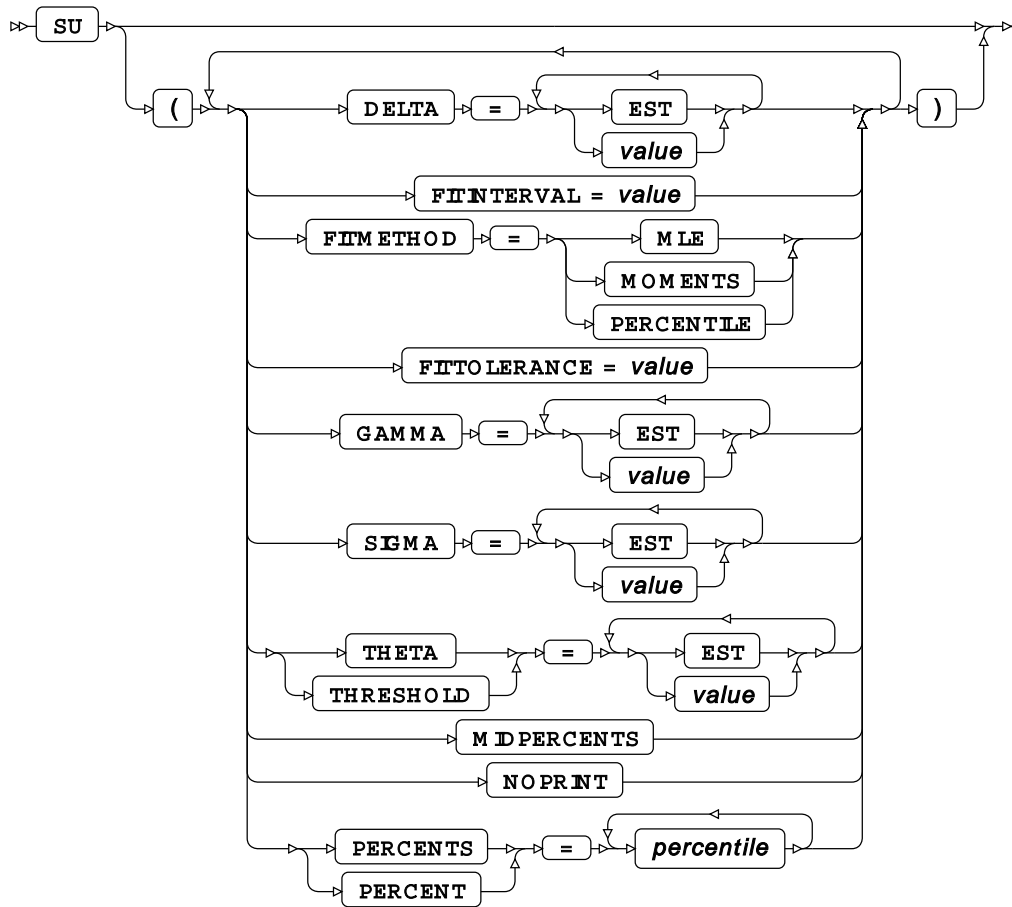 SU
(
DELTA = EST )
value
FITINTERVAL = value
FITMETHOD = MLE
MOMENTS
PERCENTILE
FITTOLERANCE = value
GAMMA = EST
value
SIGMA = EST
value
THETA = EST
THRESHOLD value
MIDPERCENTS
NOPRINT
PERCENTS = percentile
PERCENT